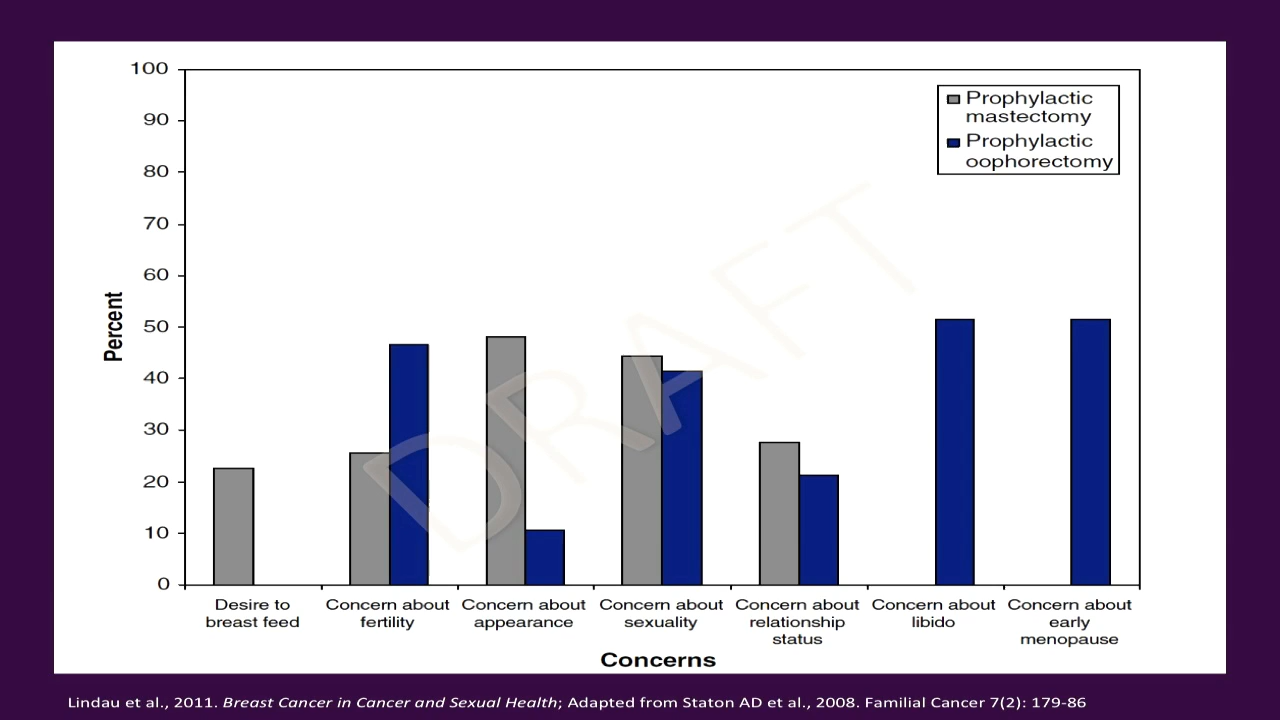 100
90
80
70
60
50
40
30
20
10
0
Percent
Prophylactic
mastectomy
Prophylactic
oophorectomy
DRAFT
Desire to
breast feed
Concern about
fertility
Concern about
appearance
Concern about
sexuality
Concern about
relationship
status
Concern about
libido
Concern about
early
menopause
Concerns
Lindau et al., 2011. Breast Cancer in Cancer and Sexual Health; Adapted from Staton AD et al., 2008. Familial Cancer 7(2): 179-86